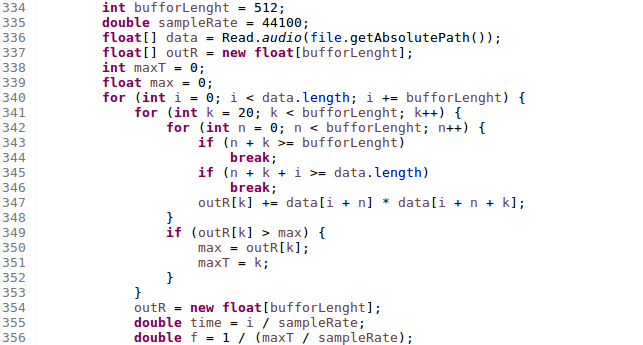 334 int bufforLenght = 512;
335 double sampleRate = 44100;
336 float[] data = Read.audio(file.getAbsolutePath());
337 float[] outR = new float[bufforLenght];
338 int maxT = 0;
339 float max = 0;
340 for (int i = 0; i < data.length; i += bufforLenght) {
341 for (int k = 20; k < bufforLenght; k++) {
342 for (int n = 0; n < bufforLenght; n++) {
343 if (n + k >= bufforLenght)
344 break;
345 if (n + k + i >= data.length)
346 break;
347 outR[k] += data[i + n] * data[i + n + k];
348 }
349 if (outR[k] > max) {
350 max = outR[k];
351 maxT = k;
352 }
353 }
354 outR = new float[bufforLenght];
355 double time = i / sampleRate;
356 double f = 1 / (maxT / sampleRate);